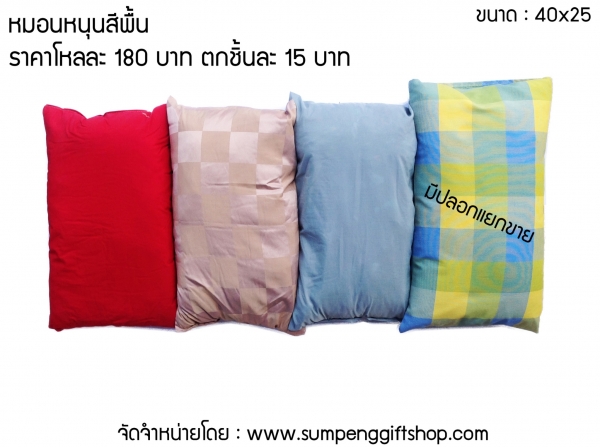 หมอนหนุนสีพื้น
ขนาด : 40x25
ราคาโหลละ 180 บาท ตกชิ้นละ 15 บาท
มีปลอกแยกขาย
จัดจำหน่ายโดย : www.sumpenggiftshop.com